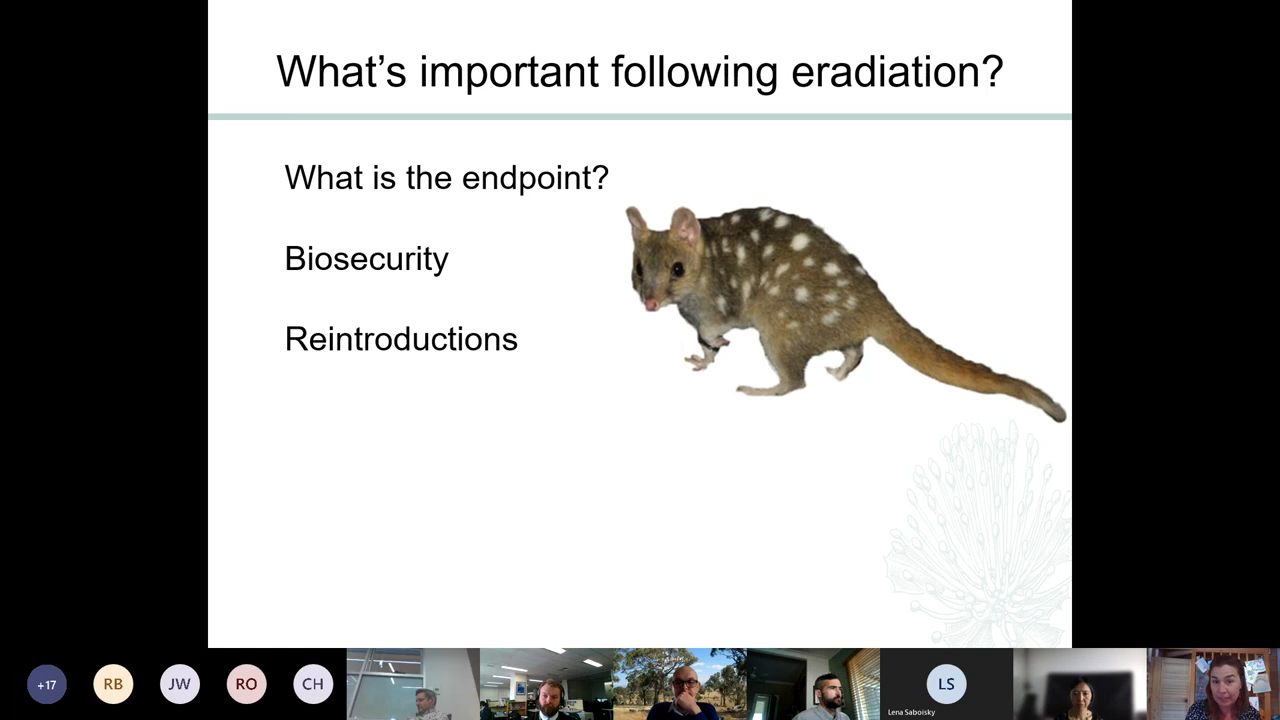 What's important following eradiation?
What is the endpoint?
Biosecurity
Reintroductions
+17
RB
JW
RO
CH
LS
Lena Saboisky